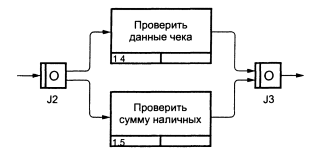 Проверить
данные чека
1.4
O
J2
O
J3
Проверить
сумму наличных
1.5